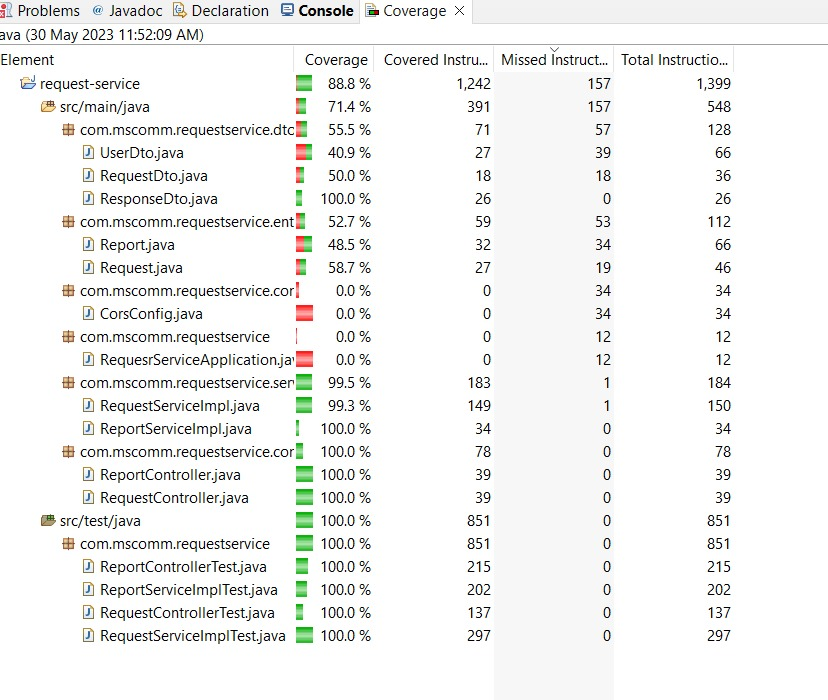 Problems @ Javadoc Declaration Console Coverage
ava (30 May 2023 11:52:09 AM)
Element Coverage Covered Instru... Missed Instruct... Total Instructio...
request-service 88.8 % 1,242 157 1,399
src/main/java 71.4 % 391 157 548
com.mscomm.requestservice.dto 55.5 % 71 57 128
UserDto.java 40.9 % 27 39 66
RequestDto.java 50.0 % 18 18 36
ResponseDto.java 100.0 % 26 0 26
com.mscomm.requestservice.ent 52.7 % 59 53 112
Report.java 48.5 % 32 34 66
Request.java 58.7 % 27 19 46
com.mscomm.requestservice.cor 0.0 % 0 34 34
CorsConfig.java 0.0 % 0 34 34
com.mscomm.requestservice 0.0 % 0 12 12
RequesrServiceApplication.java 0.0 % 0 12 12
com.mscomm.requestservice.ser 99.5 % 183 1 184
RequestServiceImpl.java 99.3 % 149 1 150
ReportServiceImpl.java 100.0 % 34 0 34
com.mscomm.requestservice.cor 100.0 % 78 0 78
ReportController.java 100.0 % 39 0 39
RequestController.java 100.0 % 39 0 39
src/test/java 100.0 % 851 0 851
com.mscomm.requestservice 100.0 % 851 0 851
ReportControllerTest.java 100.0 % 215 0 215
ReportServiceImplTest.java 100.0 % 202 0 202
RequestControllerTest.java 100.0 % 137 0 137
RequestServiceImplTest.java 100.0 % 297 0 297